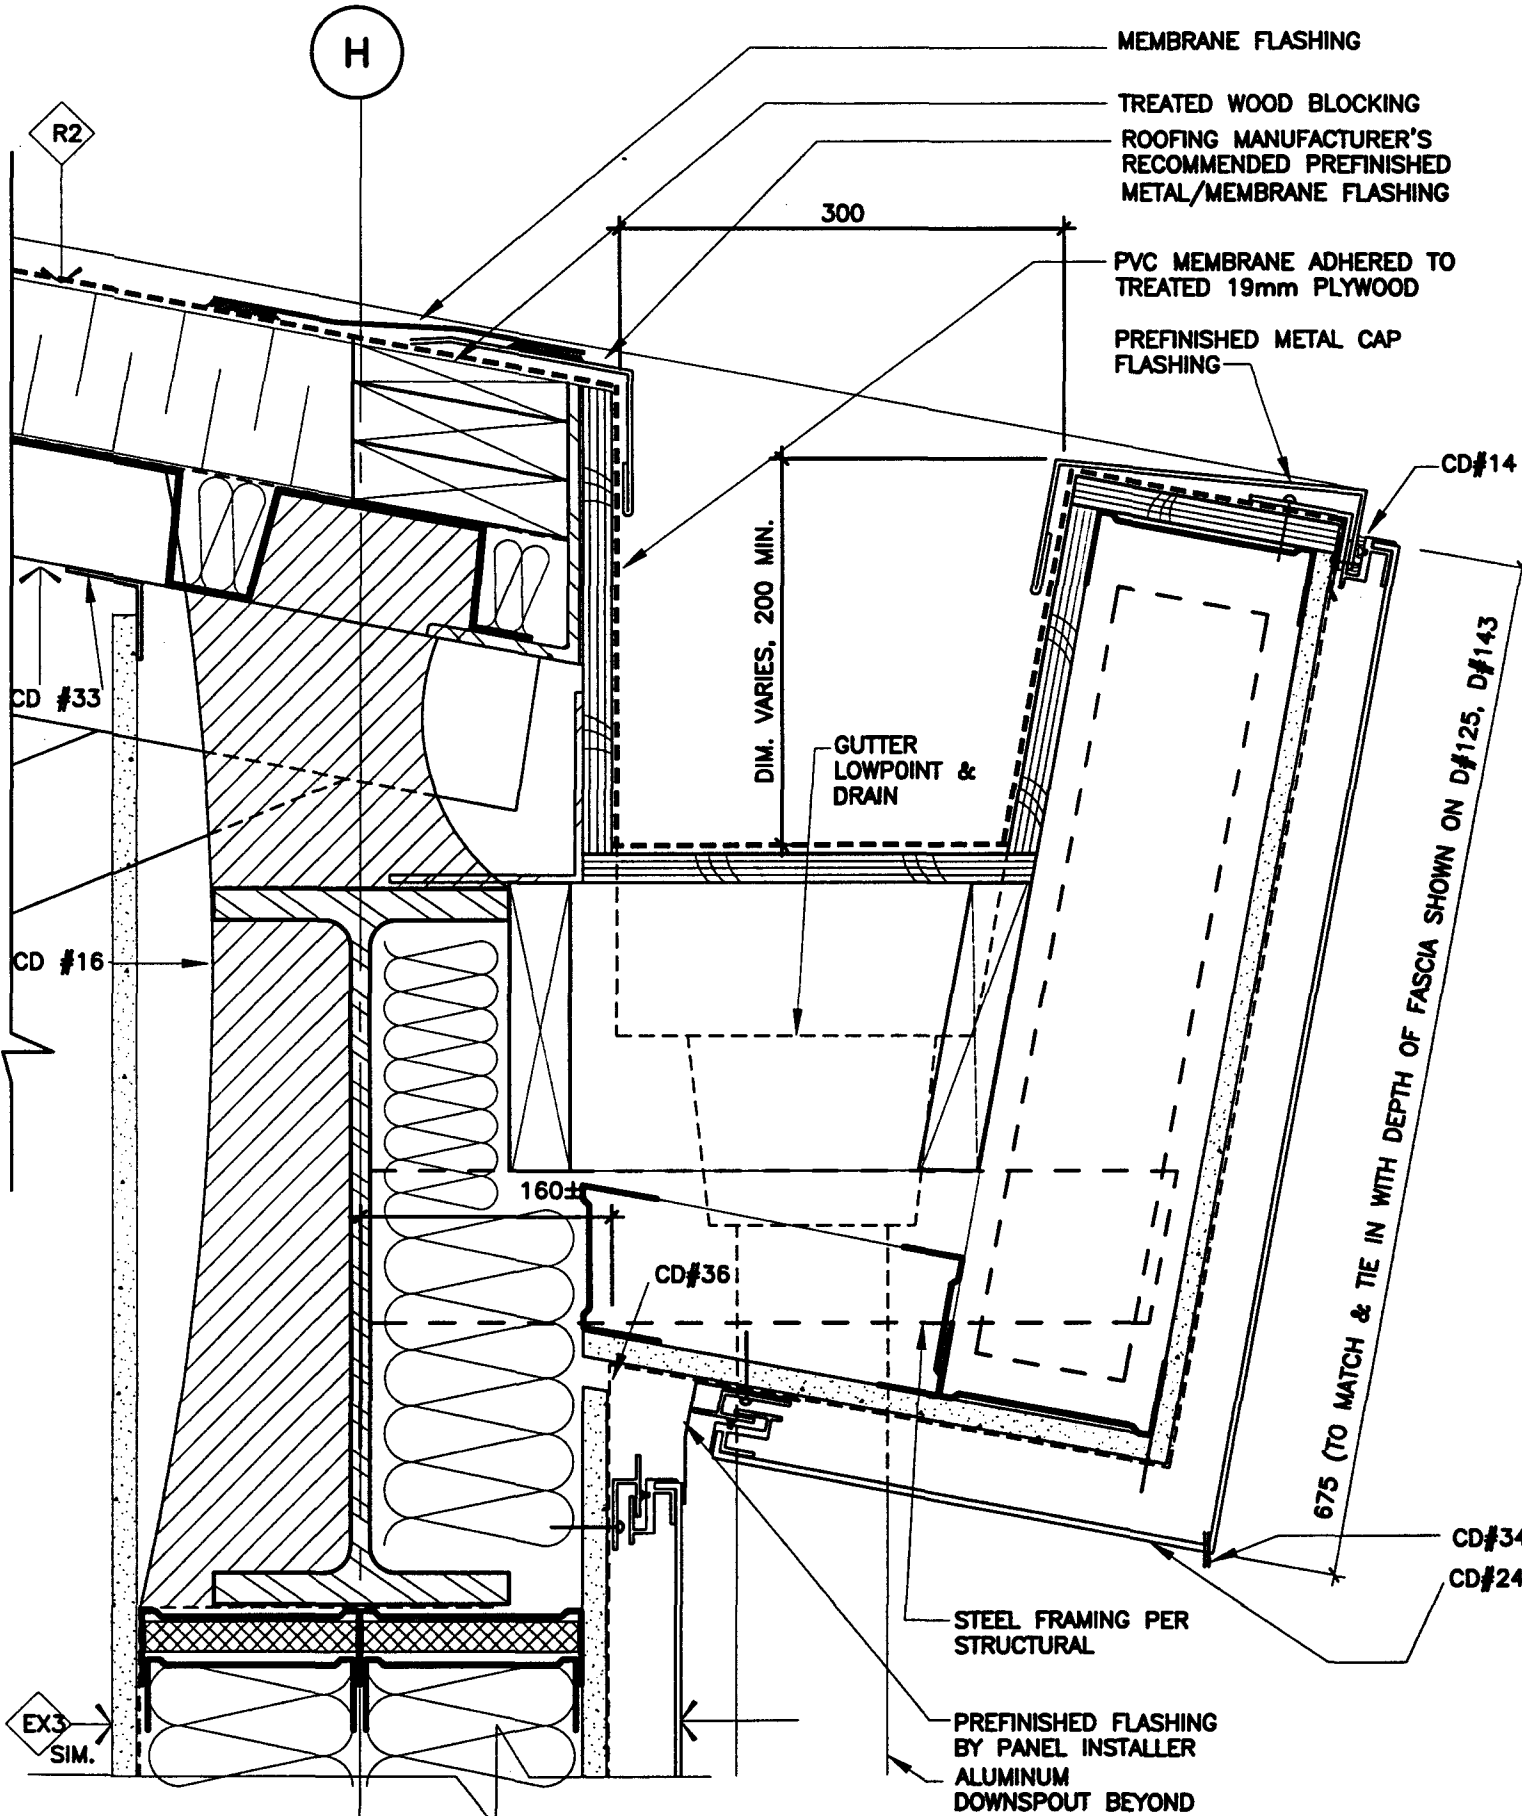 H
MEMBRANE FLASHING
TREATED WOOD BLOCKING
R2
ROOFING MANUFACTURER'S
RECOMMENDED PREFINISHED
METAL/MEMBRANE FLASHING
300
PVC MEMBRANE ADHERED TO
TREATED 19mm PLYWOOD
PREFINISHED METAL CAP
FLASHING
CD#14
DIM. VARIES, 200 MIN.
CD #33
GUTTER
LOWPOINT &
DRAIN
CD #16
675 (TO MATCH & TIE IN WITH DEPTH OF FASCIA SHOWN ON D#125, D#143
160±
CD#36
CD#34
CD#24
STEEL FRAMING PER
STRUCTURAL
EX3
SIM.
PREFINISHED FLASHING
BY PANEL INSTALLER
ALUMINUM
DOWNSPOUT BEYOND